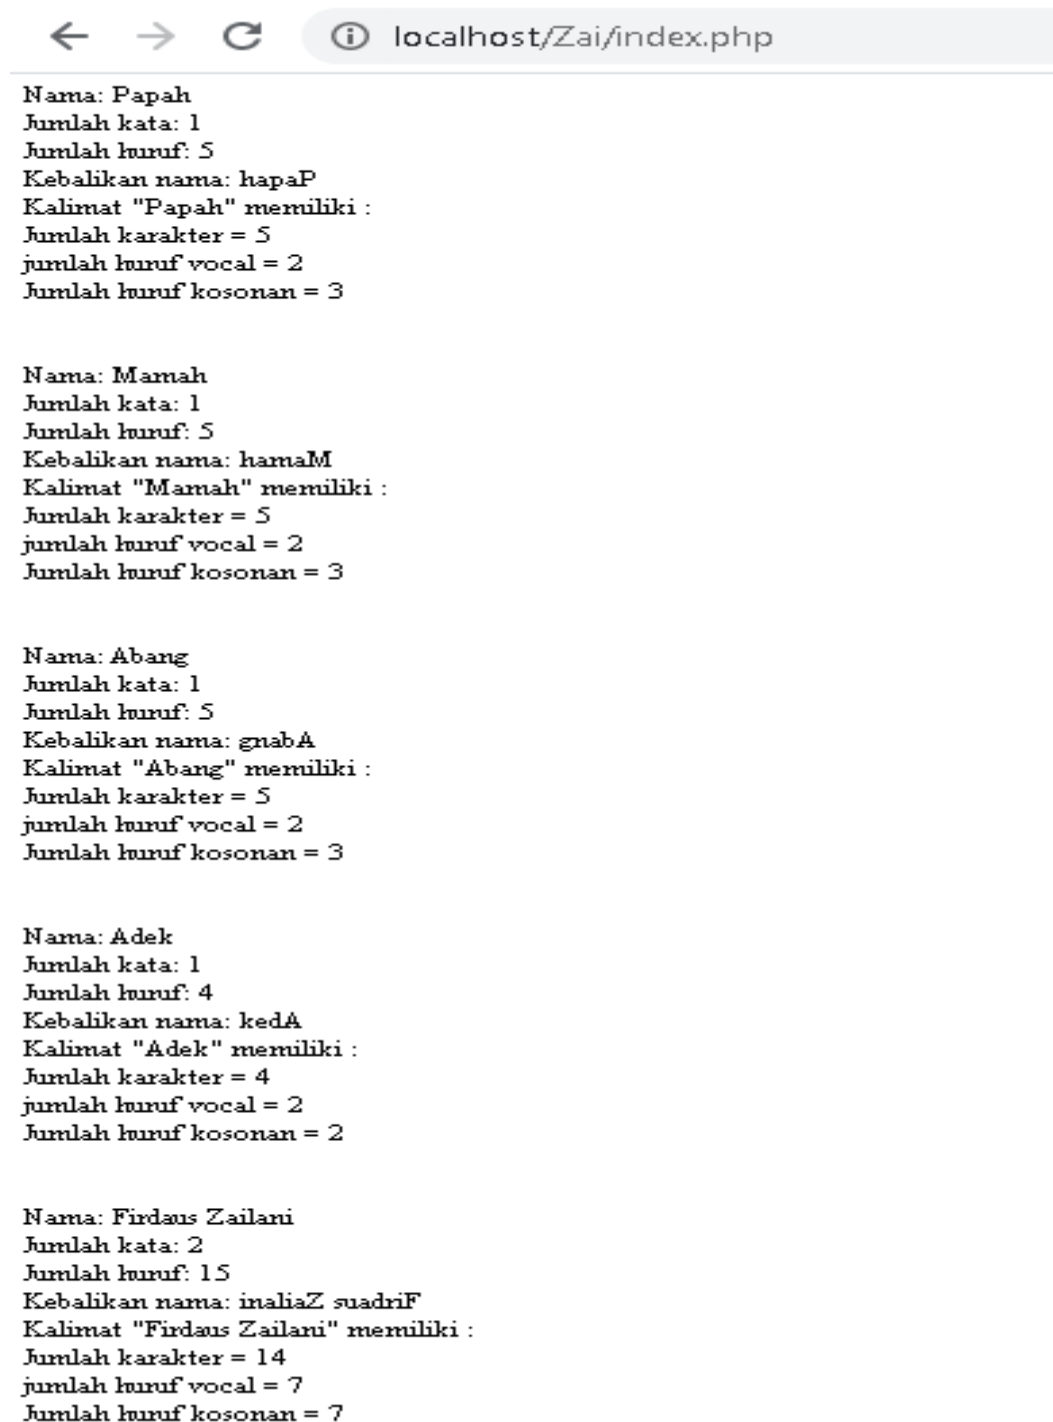 localhost/Zai/index.php
Nama: Papah
Jumlah kata: 1
Jumlah huruf: 5
Kebalikan nama: hapaP
Kalimat "Papah" memiliki :
Jumlah karakter = 5
jumlah huruf vocal = 2
Jumlah huruf kosonan = 3
Nama: Mamah
Jumlah kata: 1
Jumlah huruf: 5
Kebalikan nama: hamaM
Kalimat "Mamah" memiliki :
Jumlah karakter = 5
jumlah huruf vocal = 2
Jumlah huruf kosonan = 3
Nama: Abang
Jumlah kata: 1
Jumlah huruf: 5
Kebalikan nama: gnabA
Kalimat "Abang" memiliki :
Jumlah karakter = 5
jumlah huruf vocal = 2
Jumlah huruf kosonan = 3
Nama: Adek
Jumlah kata: 1
Jumlah huruf: 4
Kebalikan nama: kedA
Kalimat "Adek" memiliki :
Jumlah karakter = 4
jumlah huruf vocal = 2
Jumlah huruf kosonan = 2
Nama: Firdaus Zailani
Jumlah kata: 2
Jumlah huruf: 15
Kebalikan nama: inaliaZ suadriF
Kalimat "Firdaus Zailani" memiliki :
Jumlah karakter = 14
jumlah huruf vocal = 7
Jumlah huruf kosonan = 7